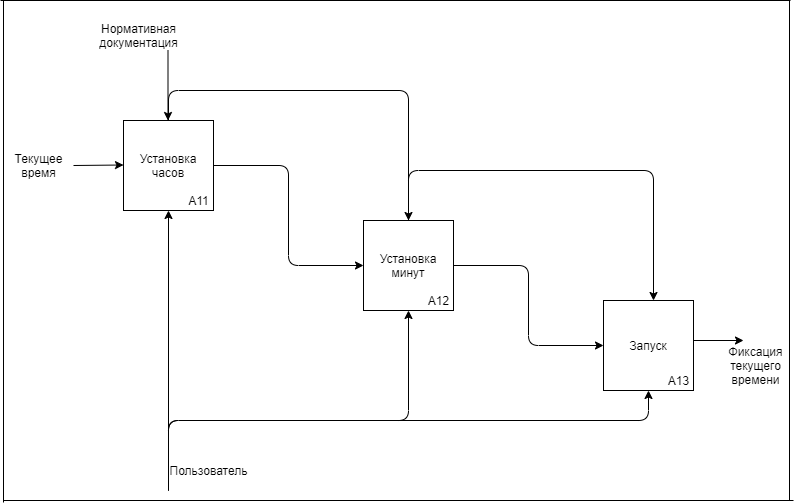 Нормативная
документация
Текущее
время
Установка
часов
A11
Установка
минут
A12
Запуск
A13
Фиксация
текущего
времени
Пользователь